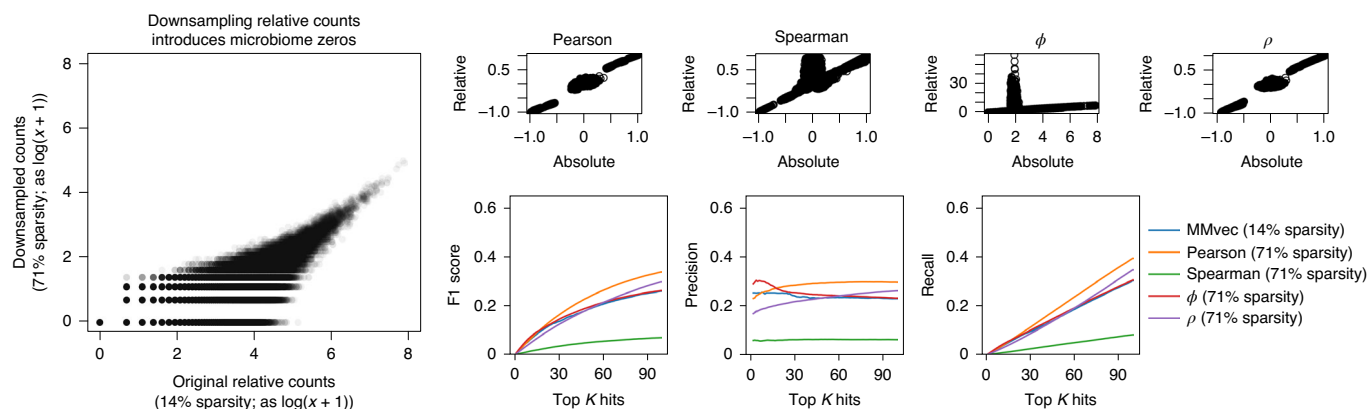 Downsampling relative counts
introduces microbiome zeros
Downsampled counts
(71% sparsity; as log(x + 1))
8
6
4
2
0
0 2 4 6 8
Original relative counts
(14% sparsity; as log(x + 1))
Pearson
Relative
0.5
–1.0
–1.0 0 1.0
Absolute
Spearman
Relative
0.5
–1.0
–1.0 0 1.0
Absolute
ϕ
Relative
30
0
0 2 4 6 8
Absolute
ρ
Relative
0.5
–1.0
–1.0 0 1.0
Absolute
F1 score
0.6
0.4
0.2
0
0 30 60 90
Top K hits
Precision
0.6
0.4
0.2
0
0 30 60 90
Top K hits
Recall
0.6
0.4
0.2
0
0 30 60 90
Top K hits
MMvec (14% sparsity)
Pearson (71% sparsity)
Spearman (71% sparsity)
ϕ (71% sparsity)
ρ (71% sparsity)